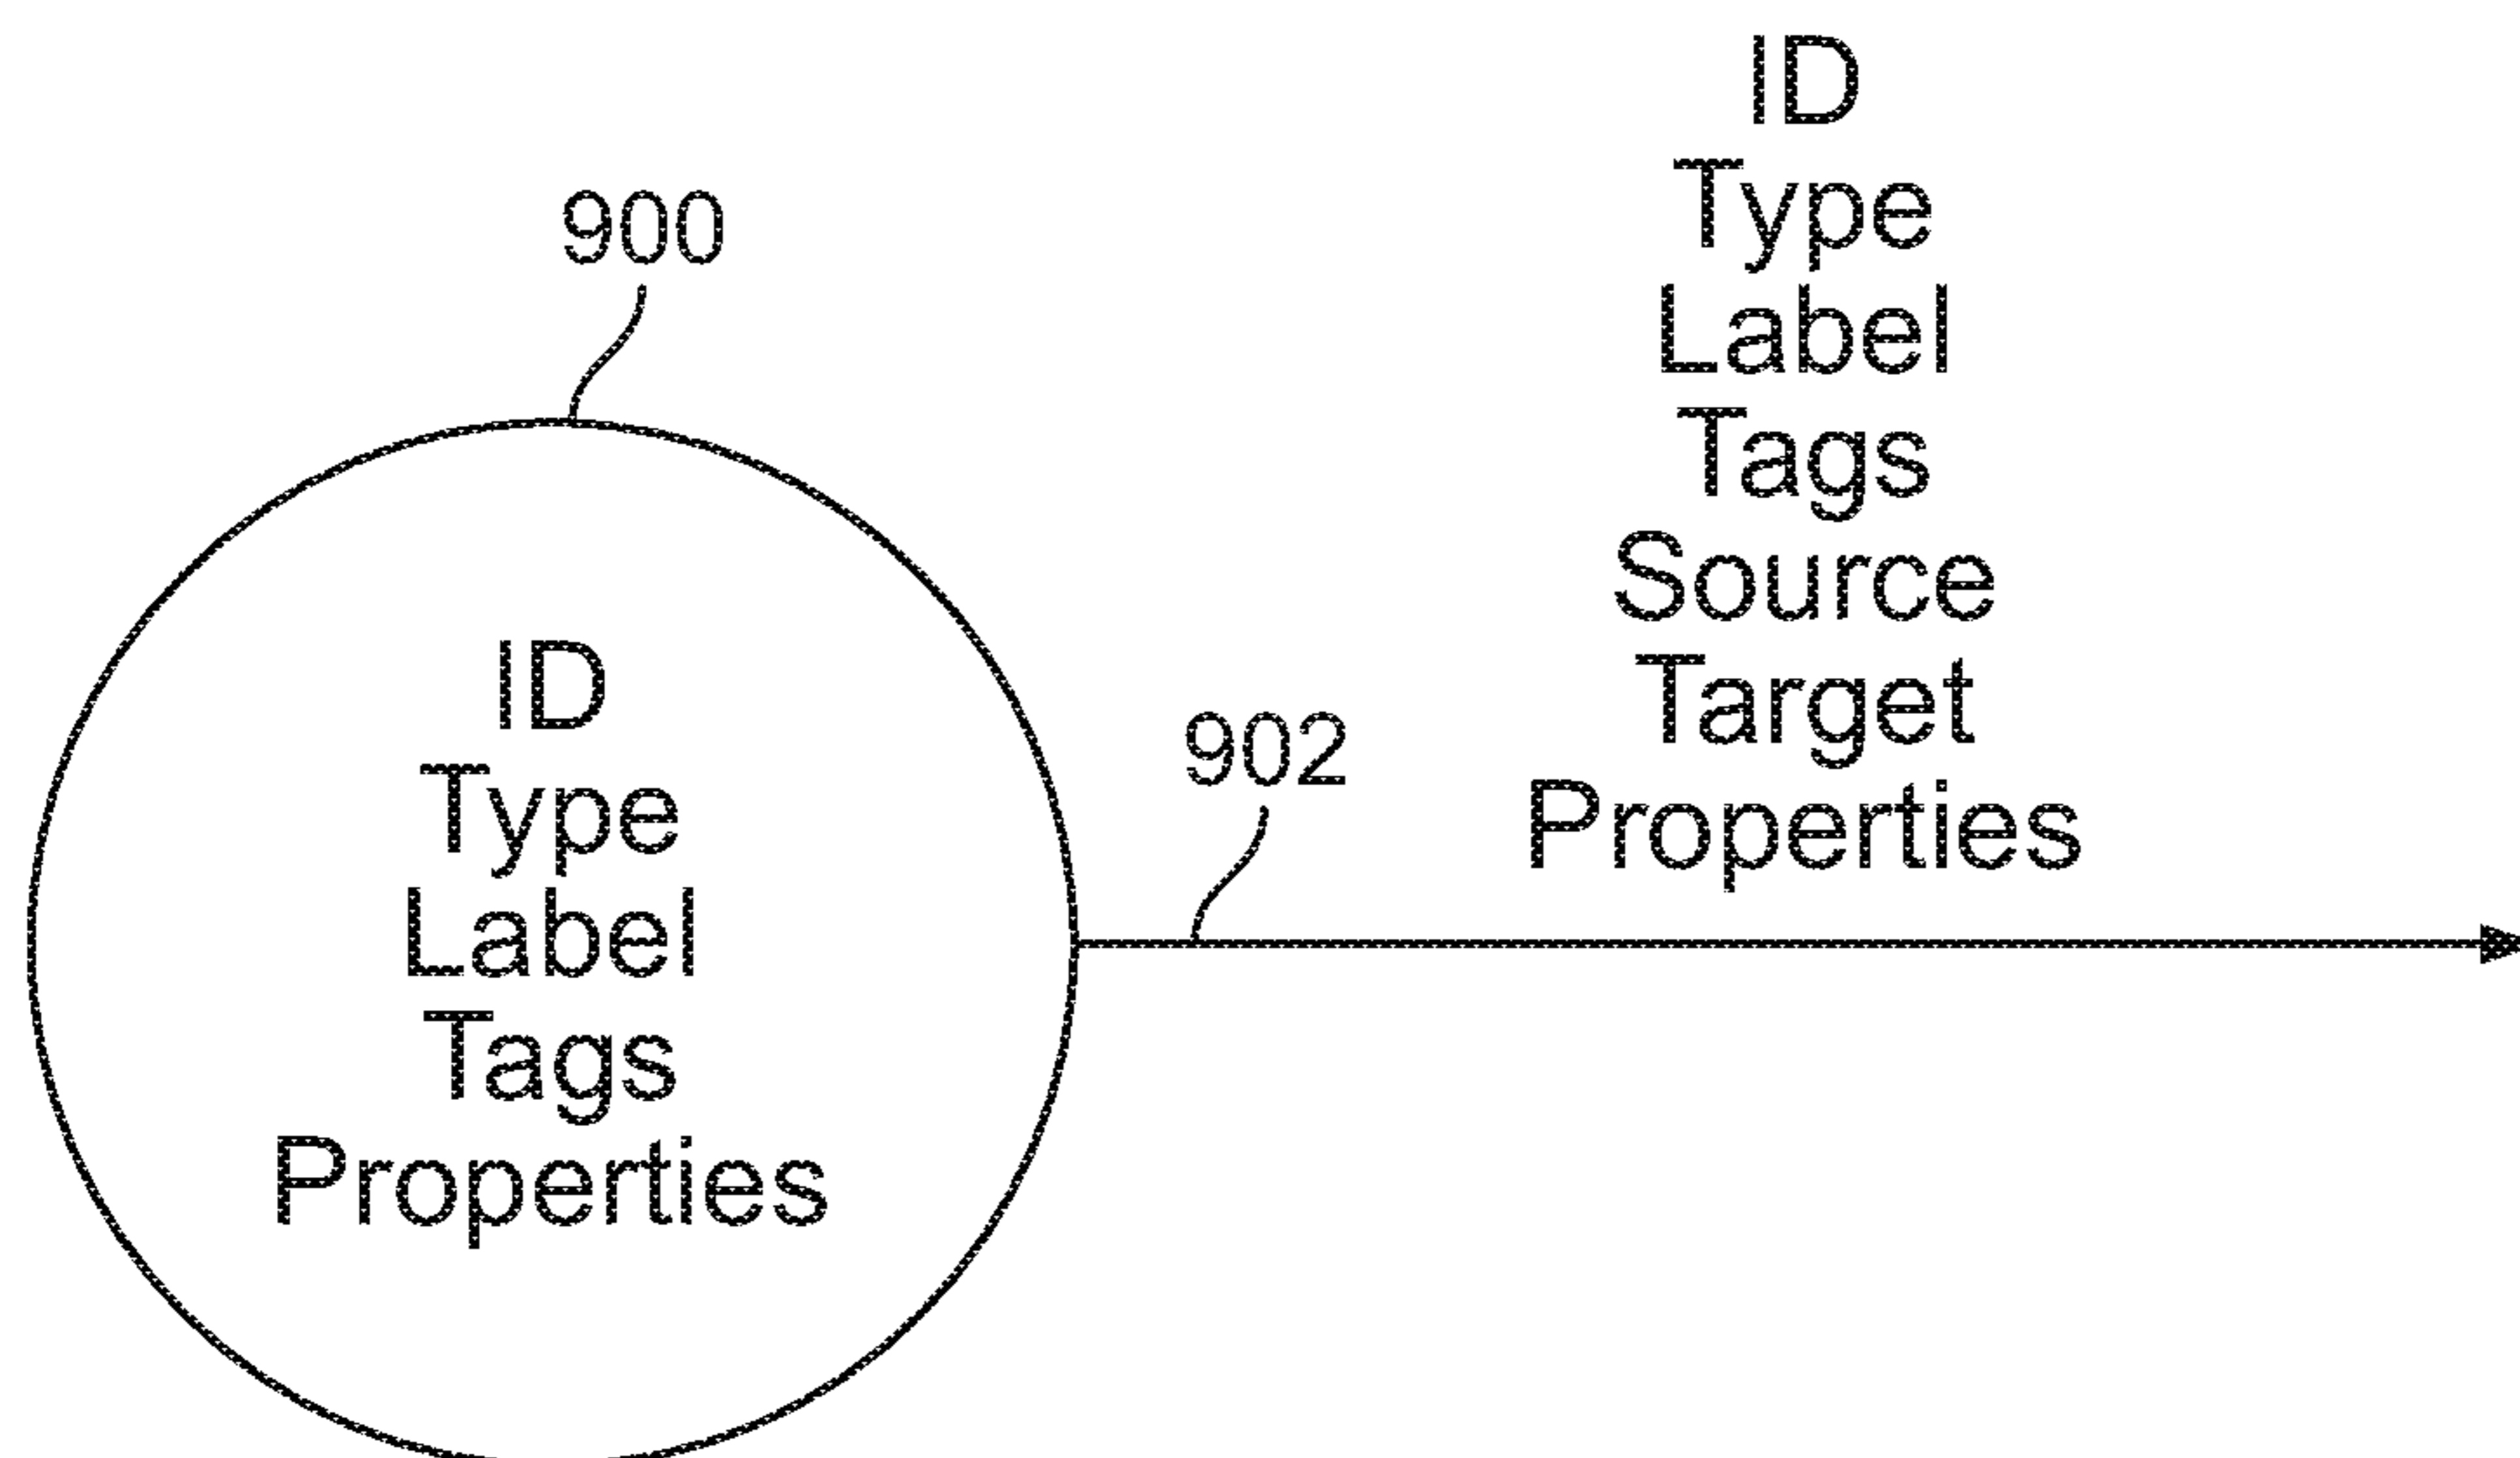 900
ID
Type
Label
Tags
Properties
902
ID
Type
Label
Tags
Source
Target
Properties